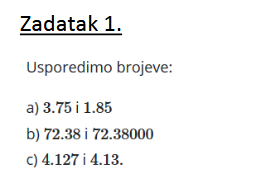 Zadatak 1.
Usporedimo brojeve:
a) 3.75 i 1.85
b) 72.38 i 72.38000
c) 4.127 i 4.13.